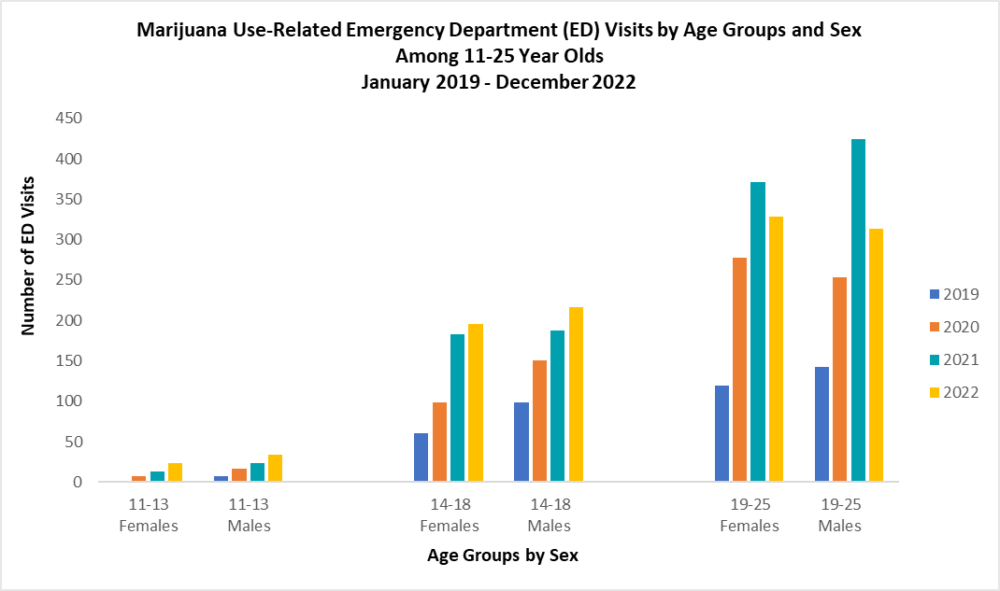 Marijuana Use-Related Emergency Department (ED) Visits by Age Groups and Sex
Among 11-25 Year Olds
January 2019 - December 2022
Number of ED Visits
450
400
350
300
250
200
150
100
50
0
11-13
Females
11-13
Males
14-18
Females
14-18
Males
19-25
Females
19-25
Males
Age Groups by Sex
2019
2020
2021
2022